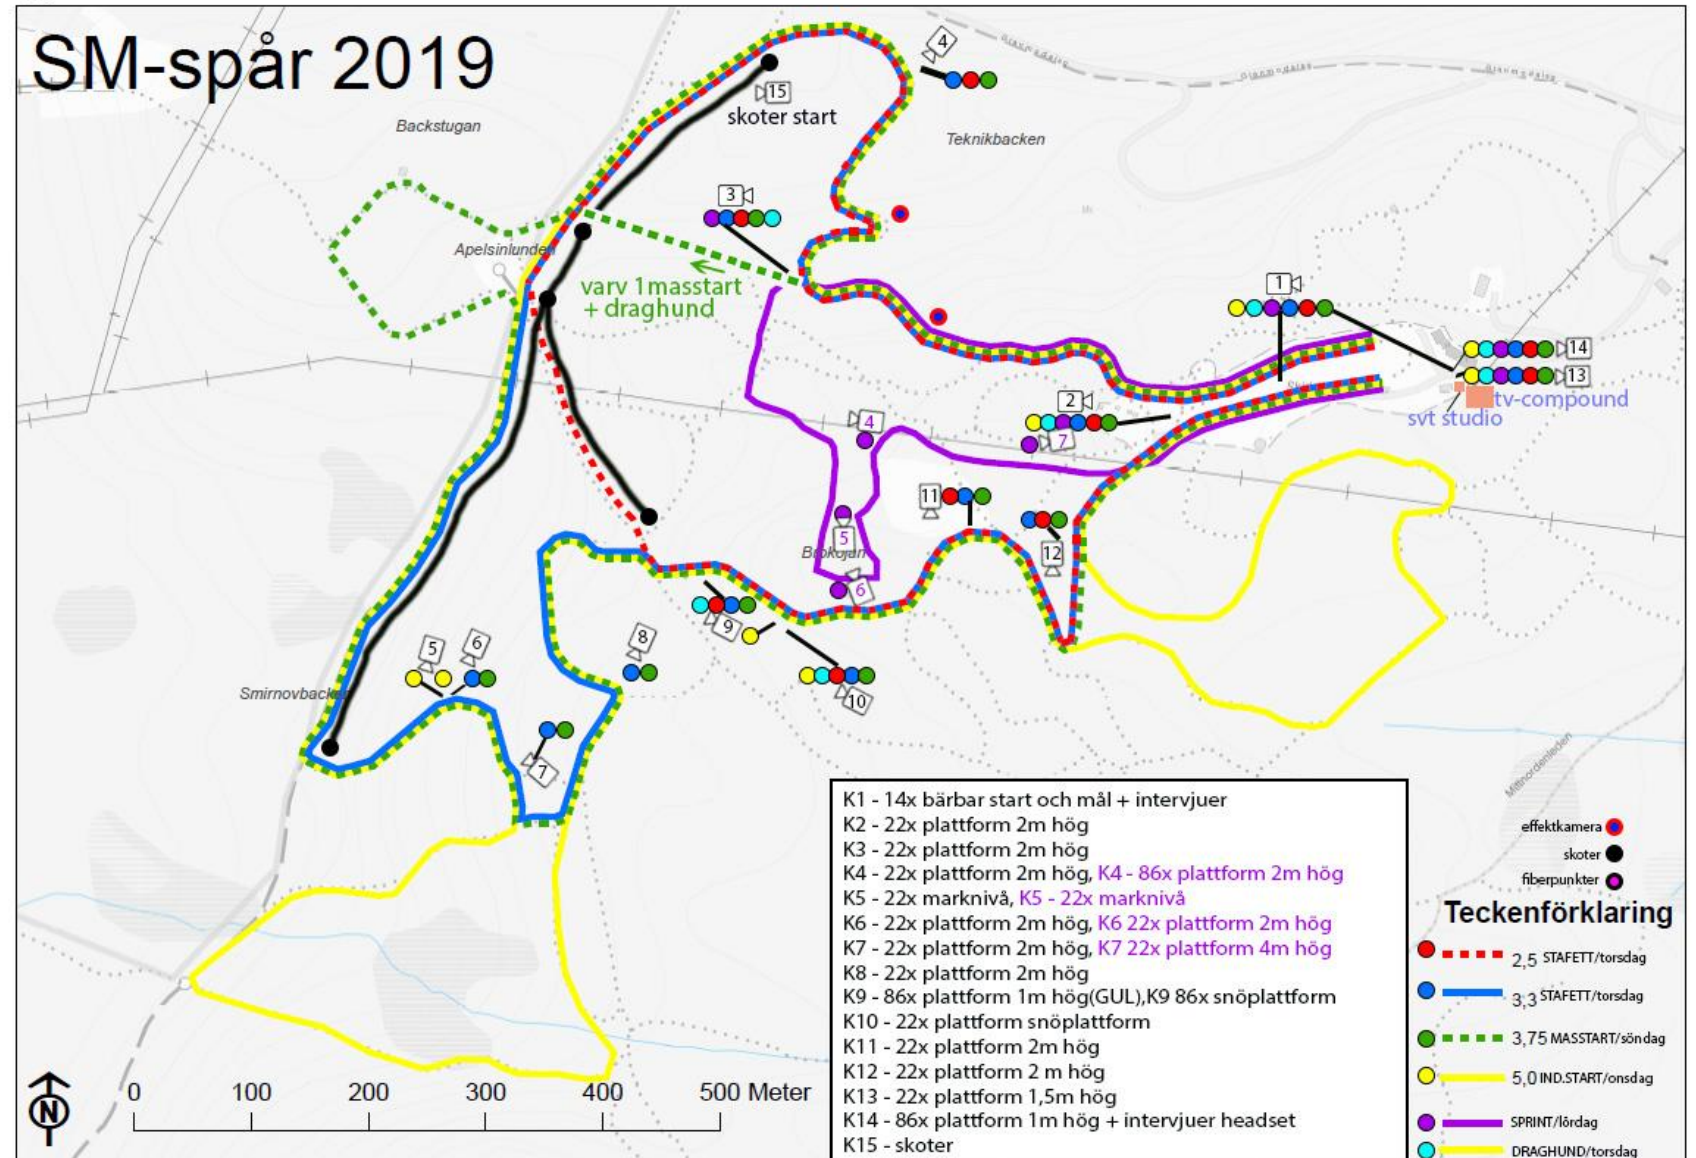 SM-spår 2019
4
15
skoter start
Backstugan
Teknikbacken
3
Apelsinlunden
varv 1masstart
+ draghund
1
14
13
tv-compound
svt studio
2
4
7
11
5
12
Brokojan
6
9
8
5
6
10
Smirnovbacken
7
Mittnordenleden
K1 - 14x bärbar start och mål + intervjuer
K2 - 22x plattform 2m hög
K3 - 22x plattform 2m hög
K4 - 22x plattform 2m hög, K4 - 86x plattform 2m hög
K5 - 22x marknivå, K5 - 22x marknivå
K6 - 22x plattform 2m hög, K6 22x plattform 2m hög
K7 - 22x plattform 2m hög, K7 22x plattform 4m hög
K8 - 22x plattform 2m hög
K9 - 86x plattform 1m hög(GUL),K9 86x snöplattform
K10 - 22x plattform snöplattform
K11 - 22x plattform 2m hög
K12 - 22x plattform 2 m hög
K13 - 22x plattform 1,5m hög
K14 - 86x plattform 1m hög + intervjuer headset
K15 - skoter
effektkamera
skoter
fiberpunkter
Teckenförklaring
2,5 STAFETT/torsdag
3,3 STAFETT/torsdag
3,75 MASSTART/söndag
5,0 IND.START/onsdag
SPRINT/lördag
DRAGHUND/torsdag
N
0 100 200 300 400 500 Meter